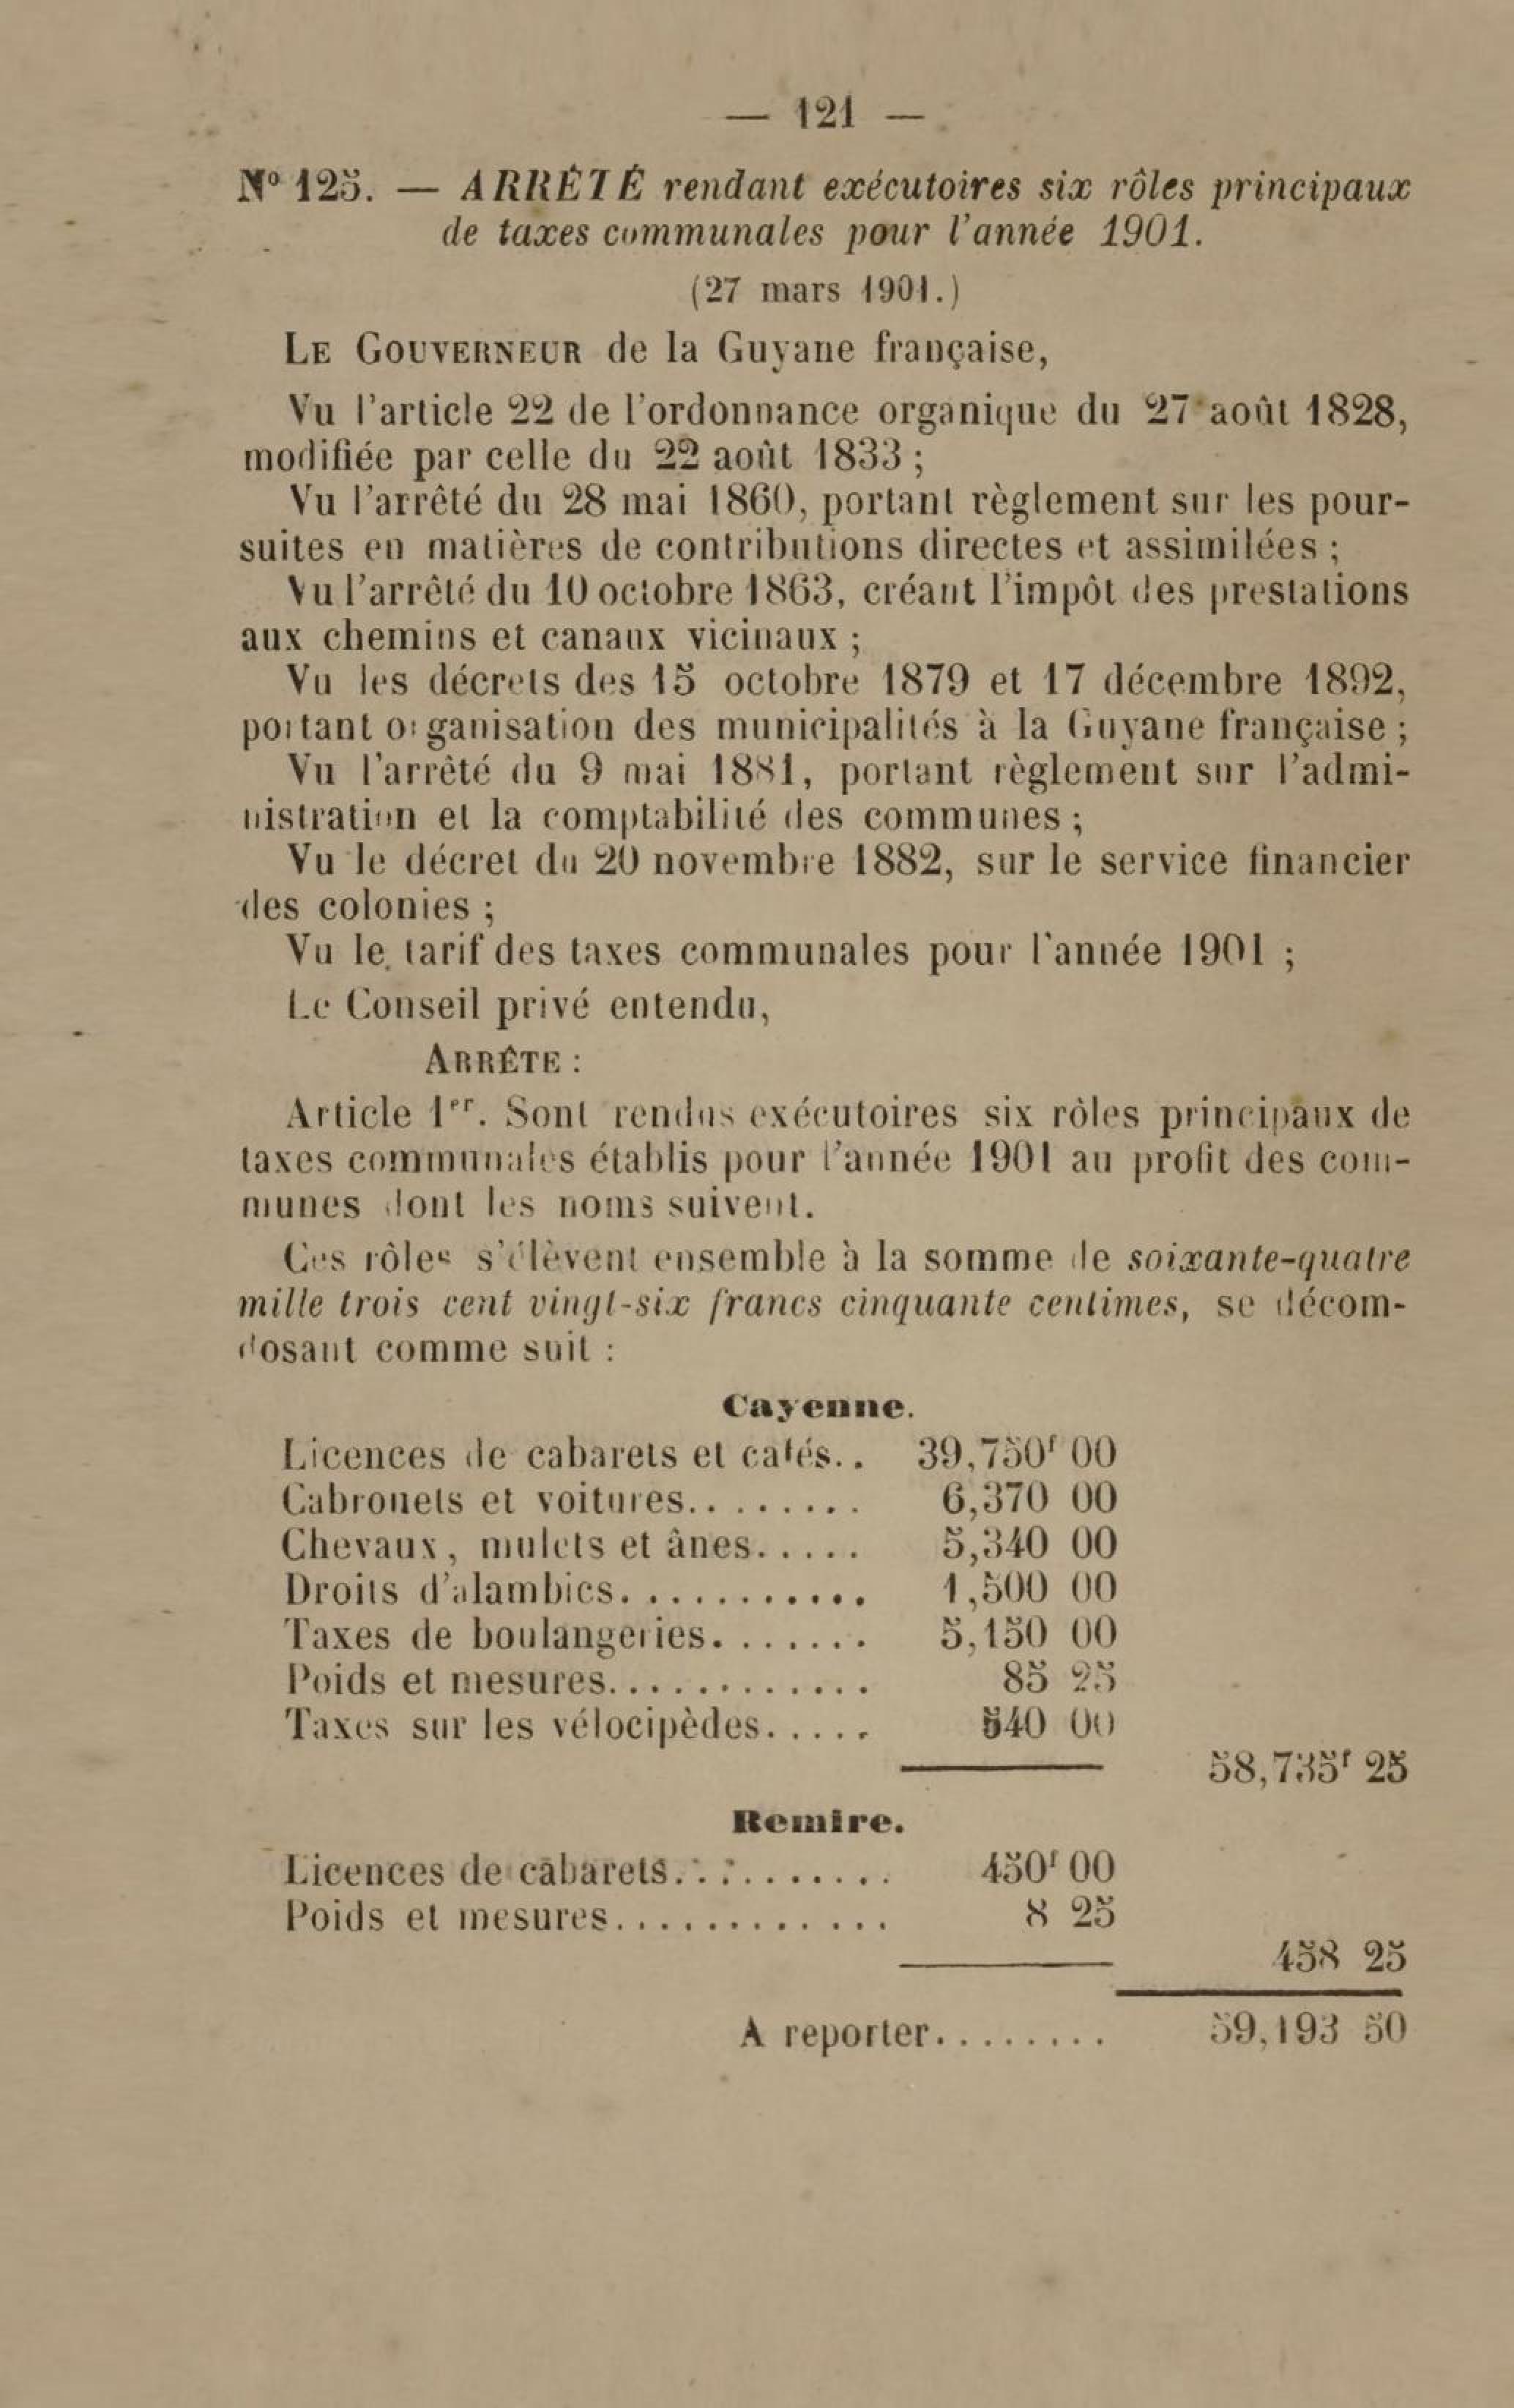 — 121 —
N° 125. — ARRÊTÉ rendant exécutoires six rôles principaux
de taxes communales pour l'année 1901.
(27 mars 1901.)
LE GOUVERNEUR de la Guyane française,
Vu l'article 22 de l'ordonnance organique du 27 août 1828,
modifiée par celle du 22 août 1833 ;
Vu l'arrêté du 28 mai 1860, portant règlement sur les pour-
suites en matières de contributions directes et assimilées ;
Vu l'arrêté du 10 octobre 1863, créant l'impôt des prestations
aux chemins et canaux vicinaux ;
Vu les décrets des 15 octobre 1879 et 17 décembre 1892,
portant organisation des municipalités à la Guyane française ;
Vu l'arrêté du 9 mai 1881, portant règlement sur l'admi-
nistration et la comptabilité des communes ;
Vu le décret du 20 novembre 1882, sur le service financier
des colonies ;
Vu le tarif des taxes communales pour l'année 1901 ;
Le Conseil privé entendu,
ARRÊTE :
Article 1er. Sont rendus exécutoires six rôles principaux de
taxes communales établis pour l'année 1901 au profit des com-
munes dont les noms suivent.
Ces rôles s'élèvent ensemble à la somme de soixante-quatre
mille trois cent vingt-six francs cinquante centimes, se décom-
posant comme suit :
Cayenne.
Licences de cabarets et cafés.. 39,750f 00
Cabrouets et voitures......... 6,370 00
Chevaux, mulets et ânes..... 5,340 00
Droits d'alambics........... 1,500 00
Taxes de boulangeries....... 5,150 00
Poids et mesures............ 85 25
Taxes sur les vélocipèdes..... 540 00
58,735f 25
Remire.
Licences de cabarets........... 450f 00
Poids et mesures............. 8 25
458 25
A reporter........ 59,193 50